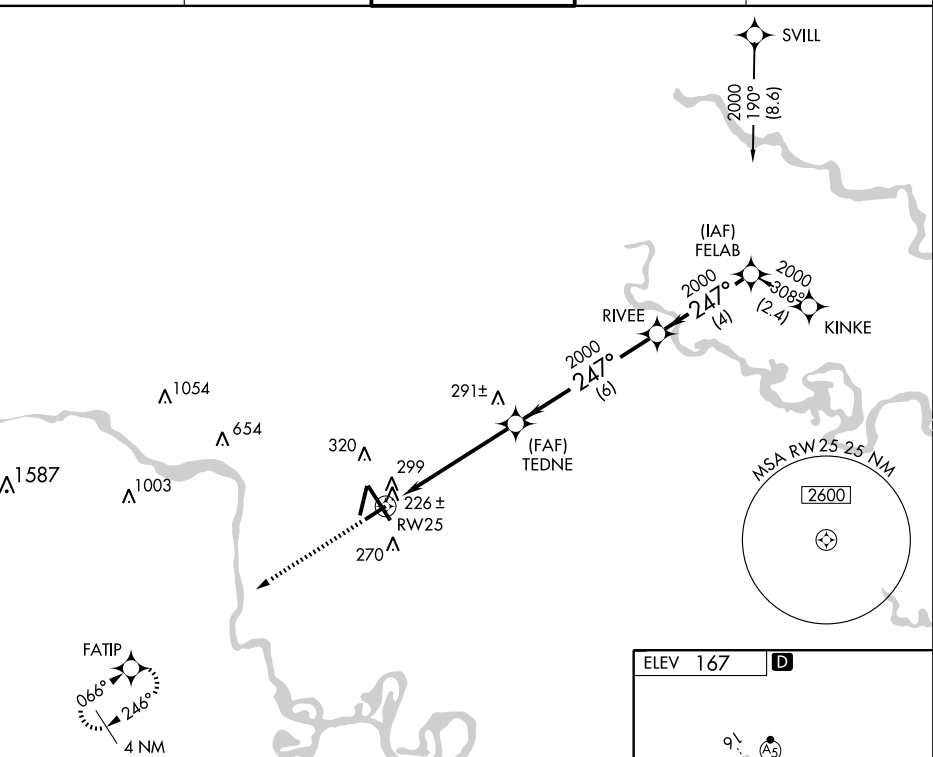 SVILL
2000
190°
(8.6)
(IAF)
FELAB
2000
308°
(2.4)
KINKE
2000
247°
(4)
RIVEE
2000
247°
(6)
291±
(FAF)
TEDNE
1054
654
320
299
1587
1003
226±
RW25
270
MSA RW25 25 NM
2600
FATIP
066°
246°
4 NM
ELEV 167 D
16
A5